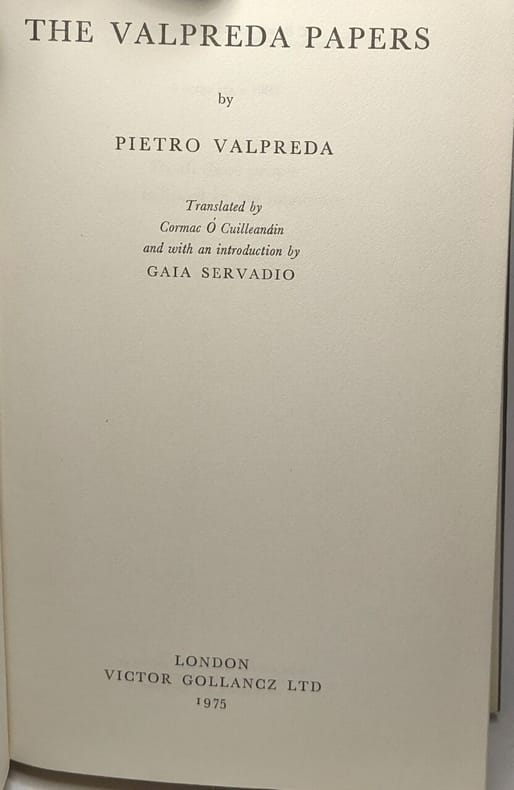 THE VALPREDA PAPERS
by
PIETRO VALPREDA
Translated by
Cormac Ó Cuilleandin
and with an introduction by
GAIA SERVADIO
LONDON
VICTOR GOLLANCZ LTD
1975